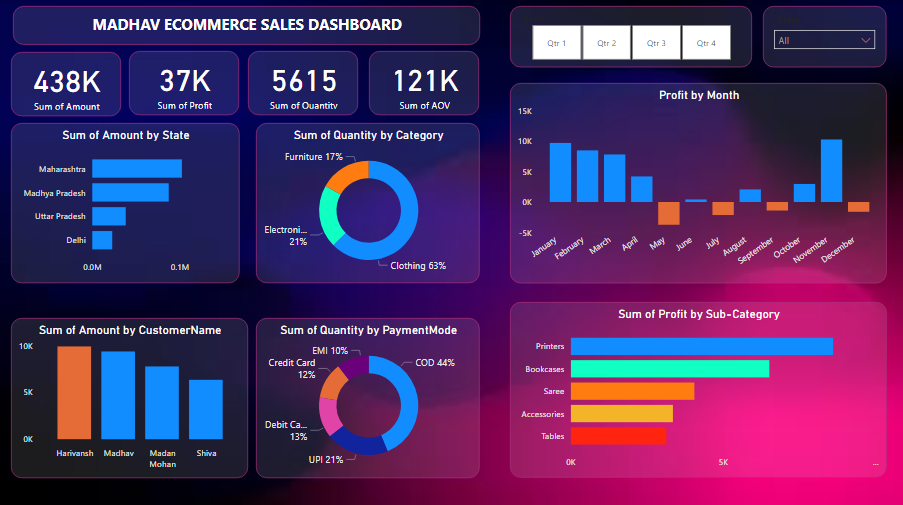 MADHAV ECOMMERCE SALES DASHBOARD
Qtr 1
Qtr 2
Qtr 3
Qtr 4
All
438K
Sum of Amount
37K
Sum of Profit
5615
Sum of Quantity
121K
Sum of AOV
Sum of Amount by State
Maharashtra
Madhya Pradesh
Uttar Pradesh
Delhi
0.0M
0.1M
Sum of Quantity by Category
Furniture 17%
Electroni...
21%
Clothing 63%
Profit by Month
15K
10K
5K
0K
-5K
January
February
March
April
May
June
July
August
September
October
November
December
Sum of Amount by CustomerName
10K
5K
0K
Harivansh
Madhav
Madan
Mohan
Shiva
Sum of Quantity by PaymentMode
EMI 10%
Credit Card
12%
Debit Ca...
13%
UPI 21%
COD 44%
Sum of Profit by Sub-Category
Printers
Bookcases
Saree
Accessories
Tables
0K
5K
...